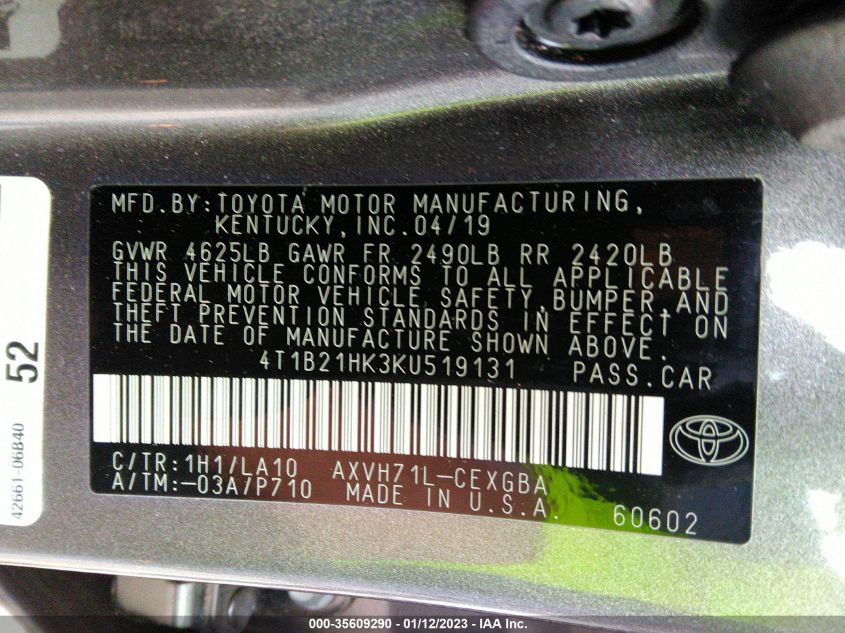 MFD.BY:TOYOTA MOTOR MANUFACTURING,
KENTUCKY, INC. 04/19
GVWR 4625LB GAWR FR 2490LB RR 2420LB
THIS VEHICLE CONFORMS TO ALL APPLICABLE
FEDERAL MOTOR VEHICLE SAFETY, BUMPER, AND
THEFT PREVENTION STANDARDS IN EFFECT ON
THE DATE OF MANUFACTURE SHOWN ABOVE.
4T1B21HK3KU519131 PASS.CAR
C/TR:1H1/LA10 AXVH71L-CEXGBA
A/TM:-03A/P710 MADE IN U.S.A.
60602
52
42661-06B40
000-35609290 - 01/12/2023 - IAA Inc.